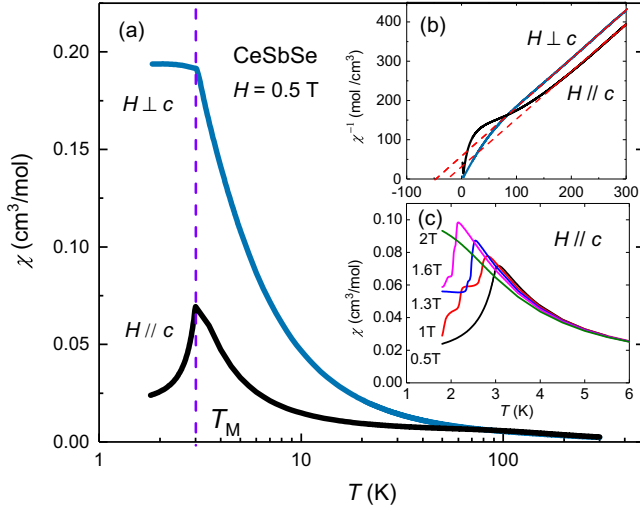 (a)
CeSbSe
H = 0.5 T
H ⊥ c
H // c
T_M
χ (cm³/mol)
0.20
0.15
0.10
0.05
0.00
1 10 100
T (K)
(b)
H ⊥ c
H // c
χ⁻¹ (mol /cm³)
400
300
200
100
0
-100 0 100 200 300
(c)
H // c
2T
1.6T
1.3T
1T
0.5T
χ (cm³/mol)
0.10
0.08
0.06
0.04
0.02
0.00
1 2 3 4 5 6
T (K)